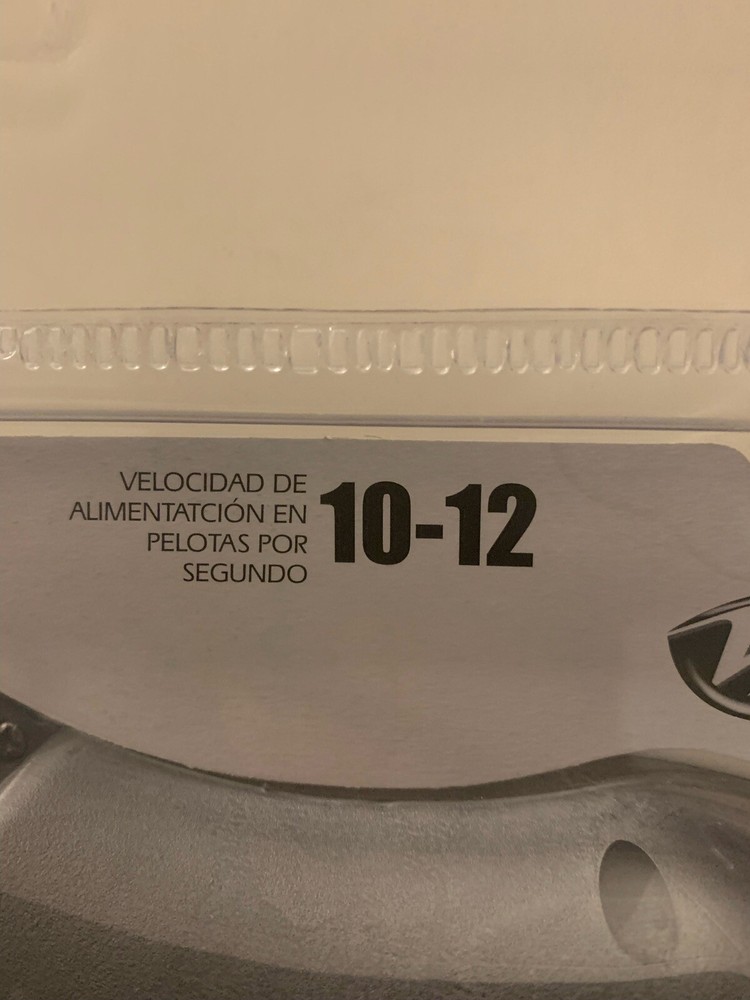 VELOCIDAD DE
ALIMENTATCIÓN EN
PELOTAS POR
SEGUNDO
10-12